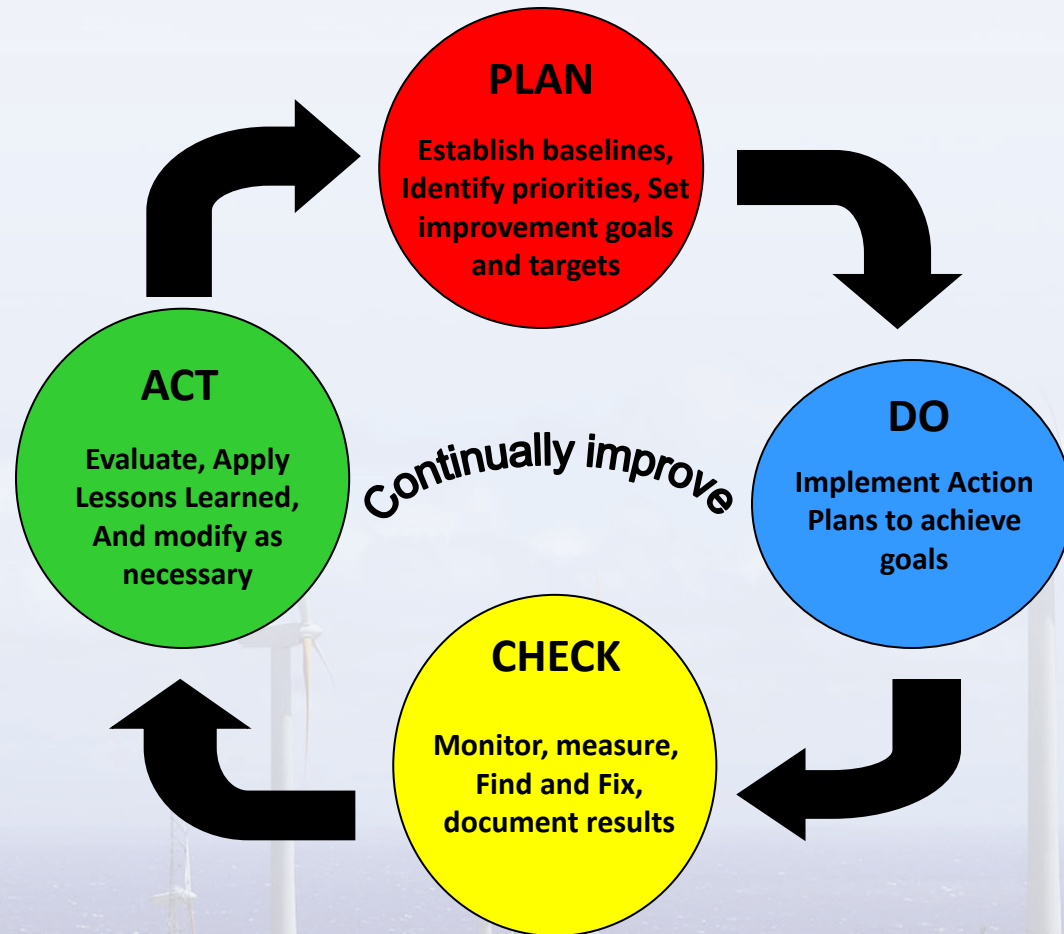 PLAN
Establish baselines,
Identify priorities, Set
improvement goals
and targets
DO
Implement Action
Plans to achieve
goals
CHECK
Monitor, measure,
Find and Fix,
document results
ACT
Evaluate, Apply
Lessons Learned,
And modify as
necessary
Continually improve